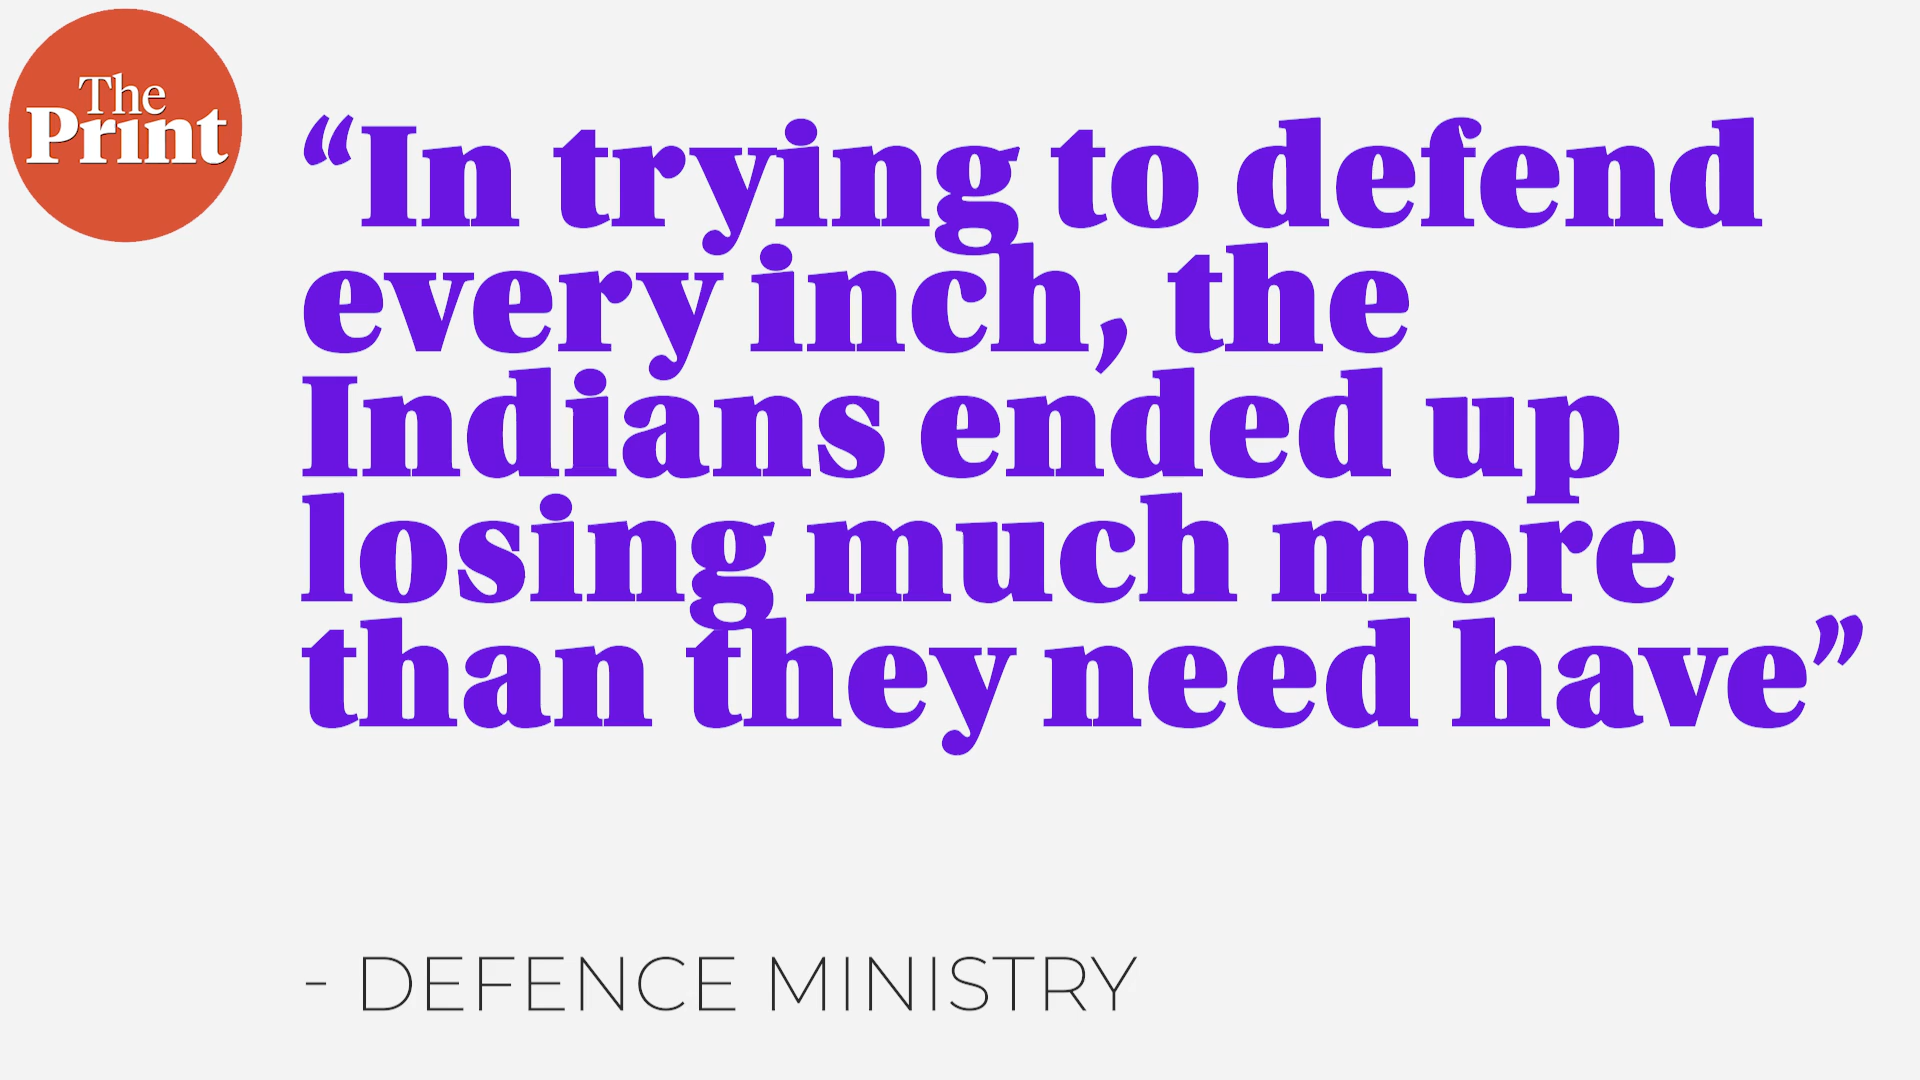 The
Print
“In trying to defend
every inch, the
Indians ended up
losing much more
than they need have”
- DEFENCE MINISTRY